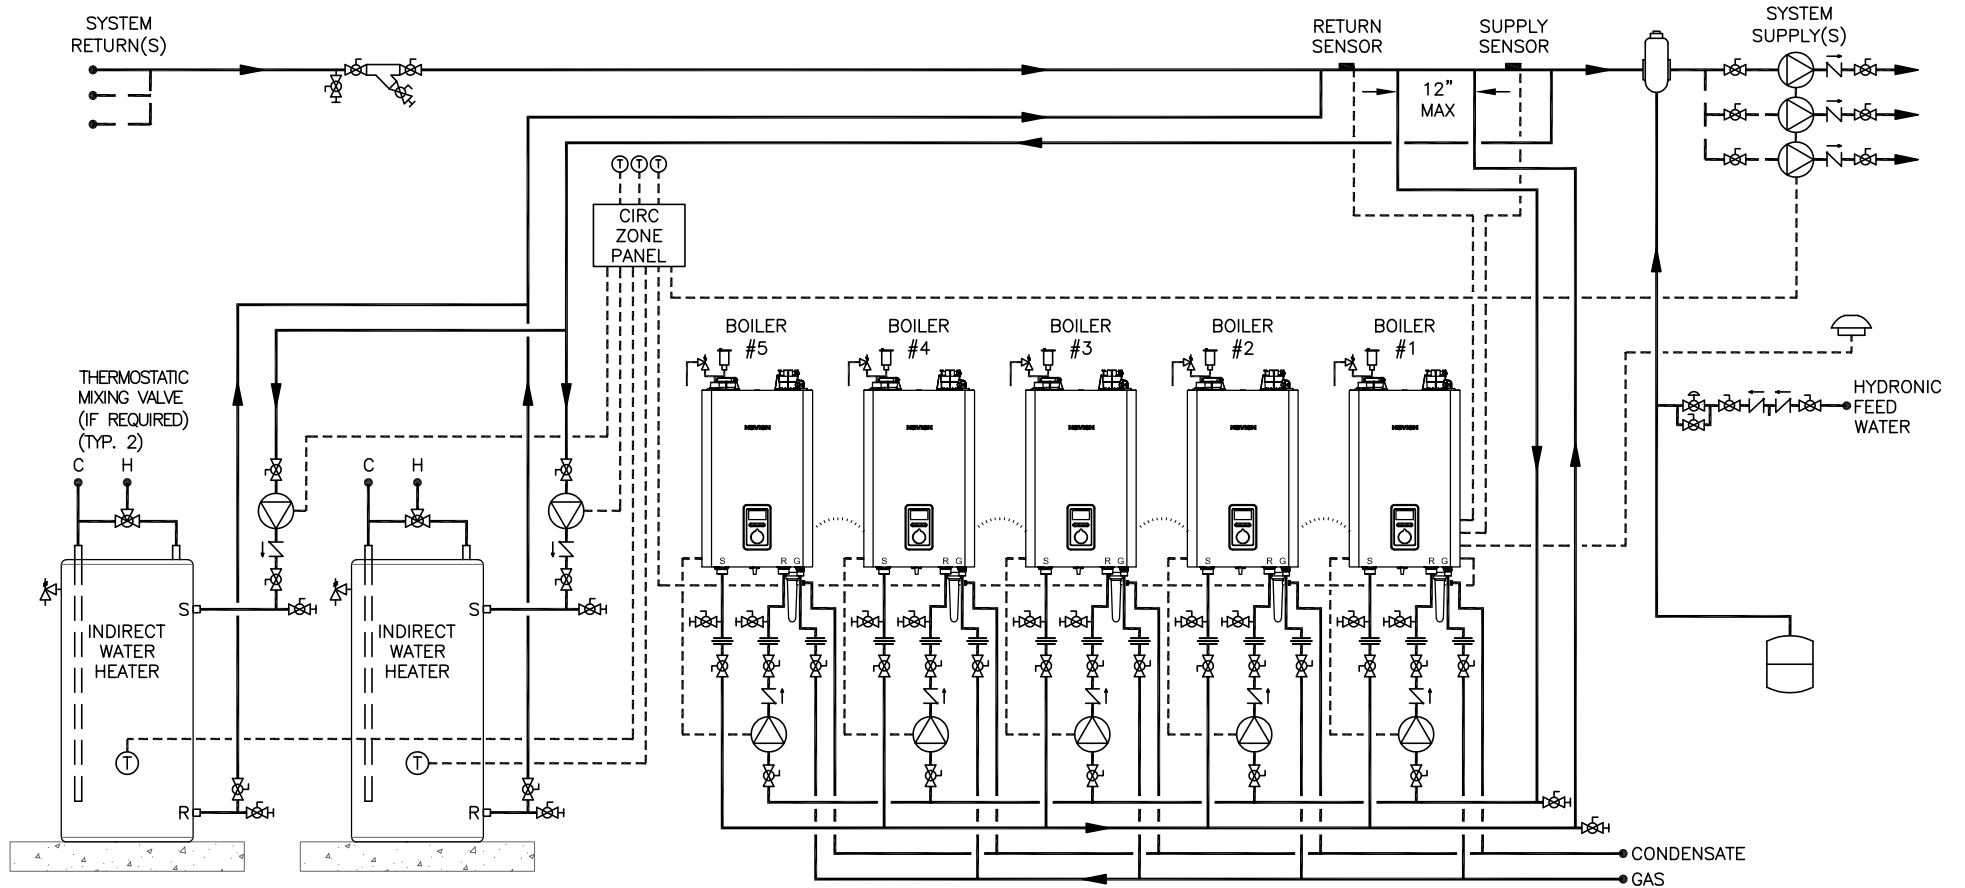 SYSTEM
RETURN(S)
RETURN
SENSOR
SUPPLY
SENSOR
SYSTEM
SUPPLY(S)
12”
MAX
T T T
CIRC
ZONE
PANEL
BOILER
#5
BOILER
#4
BOILER
#3
BOILER
#2
BOILER
#1
THERMOSTATIC
MIXING VALVE
(IF REQUIRED)
(TYP. 2)
C H
C H
HYDRONIC
FEED
WATER
S R G
S R G
S R G
S R G
S R G
S
INDIRECT
WATER
HEATER
T
R
S
INDIRECT
WATER
HEATER
T
R
CONDENSATE
GAS